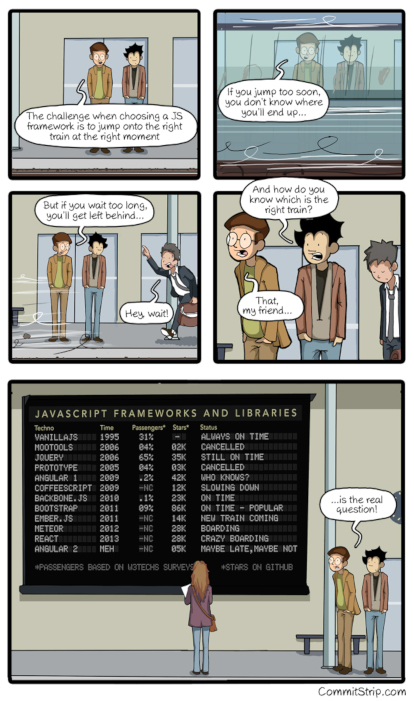 The challenge when choosing a JS
framework is to jump onto the right
train at the right moment
If you jump too soon,
you don't know where
you'll end up...
But if you wait too long,
you'll get left behind...
Hey, wait!
And how do you
know which is the
right train?
That,
my friend...
JAVASCRIPT FRAMEWORKS AND LIBRARIES
Techno Time Passengers* Stars* Status
VANILLAJS 1995 31% - ALWAYS ON TIME
MOOTOOLS 2006 04% 02K CANCELLED
JQUERY 2006 65% 35K STILL ON TIME
PROTOTYPE 2005 04% 03K CANCELLED
ANGULAR 1 2009 .2% 42K WHO KNOWS?
COFFEESCRIPT 2009 -NC 12K SLOWING DOWN
BACKBONE.JS 2010 .1% 23K ON TIME
BOOTSTRAP 2011 09% 86K ON TIME - POPULAR
EMBER.JS 2011 -NC 14K NEW TRAIN COMING
METEOR 2012 -NC 28K BOARDING
REACT 2013 -NC 28K CRAZY BOARDING
ANGULAR 2 MEH -NC 05K MAYBE LATE,MAYBE NOT
*PASSENGERS BASED ON W3TECHS SURVEYS *STARS ON GITHUB
...is the real
question!
CommitStrip.com